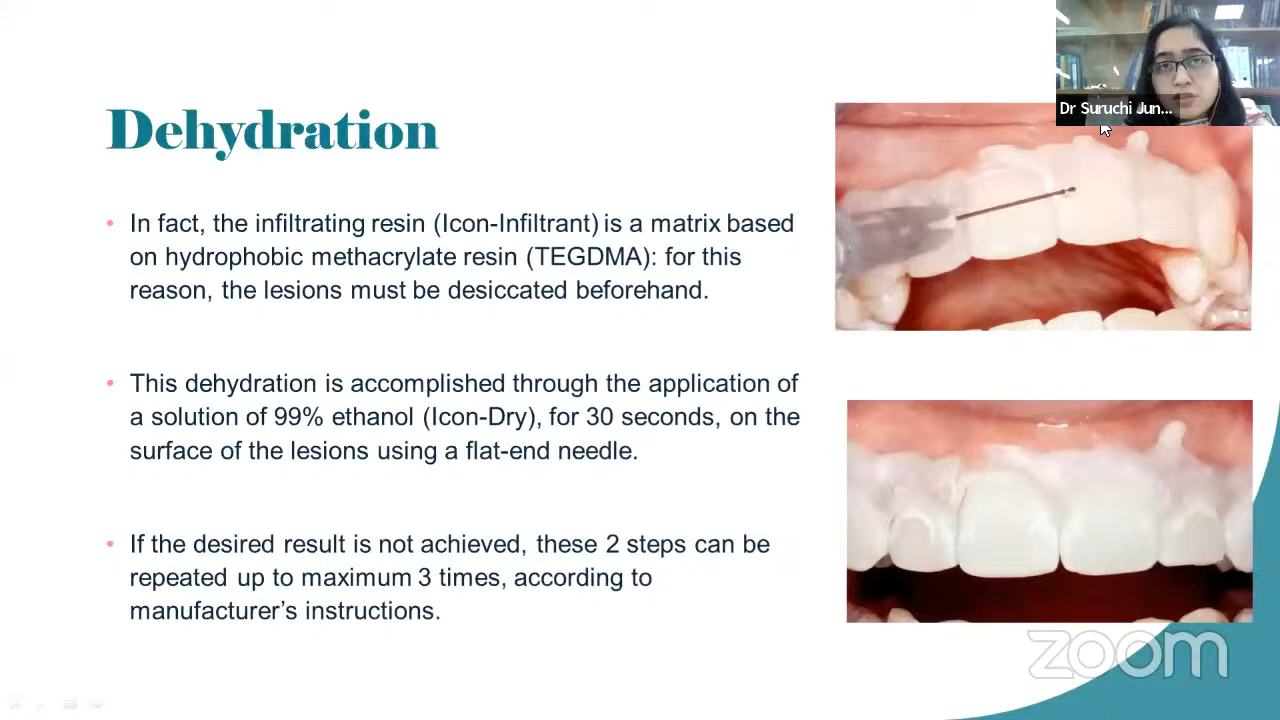 Dr Suruchi Jun...
Dehydration
• In fact, the infiltrating resin (Icon-Infiltrant) is a matrix based
on hydrophobic methacrylate resin (TEGDMA): for this
reason, the lesions must be desiccated beforehand.
• This dehydration is accomplished through the application of
a solution of 99% ethanol (Icon-Dry), for 30 seconds, on the
surface of the lesions using a flat-end needle.
• If the desired result is not achieved, these 2 steps can be
repeated up to maximum 3 times, according to
manufacturer’s instructions.
zoom